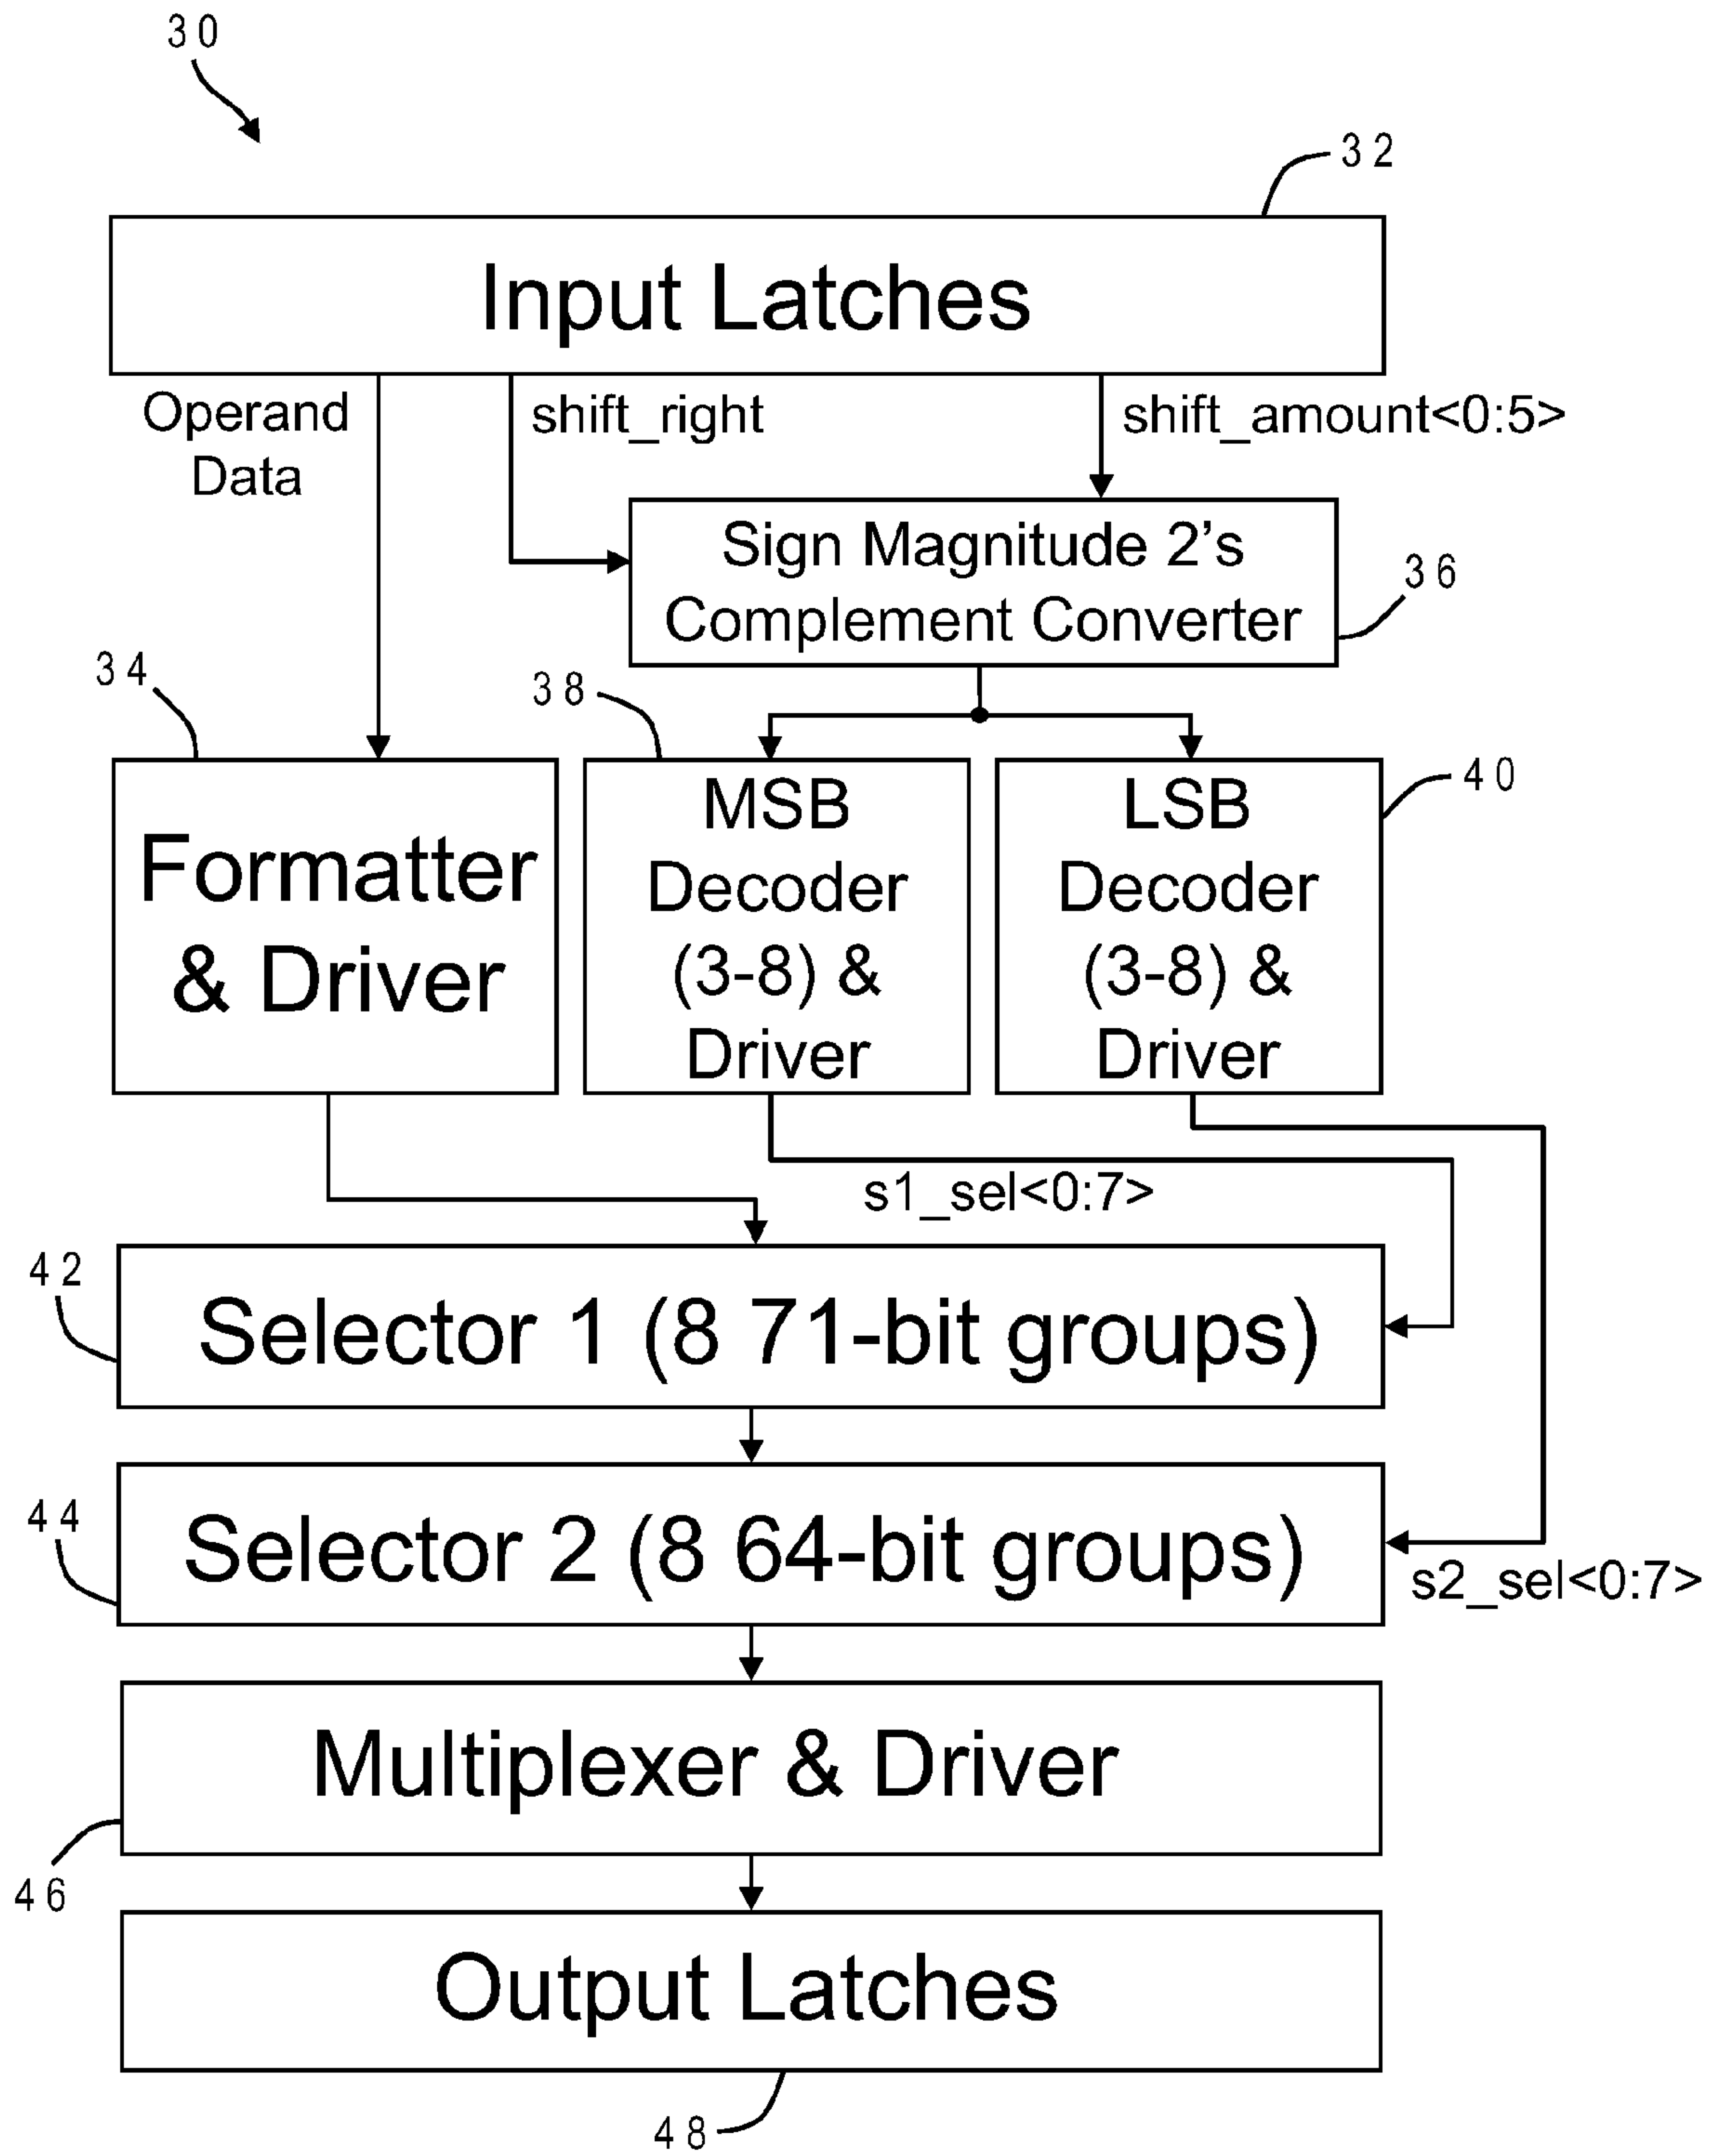 30
32
Input Latches
Operand
Data
shift_right
shift_amount<0:5>
Sign Magnitude 2's
Complement Converter
36
34
38
40
Formatter
& Driver
MSB
Decoder
(3-8) &
Driver
LSB
Decoder
(3-8) &
Driver
s1_sel<0:7>
42
Selector 1 (8 71-bit groups)
44
Selector 2 (8 64-bit groups)
s2_sel<0:7>
Multiplexer & Driver
46
Output Latches
48